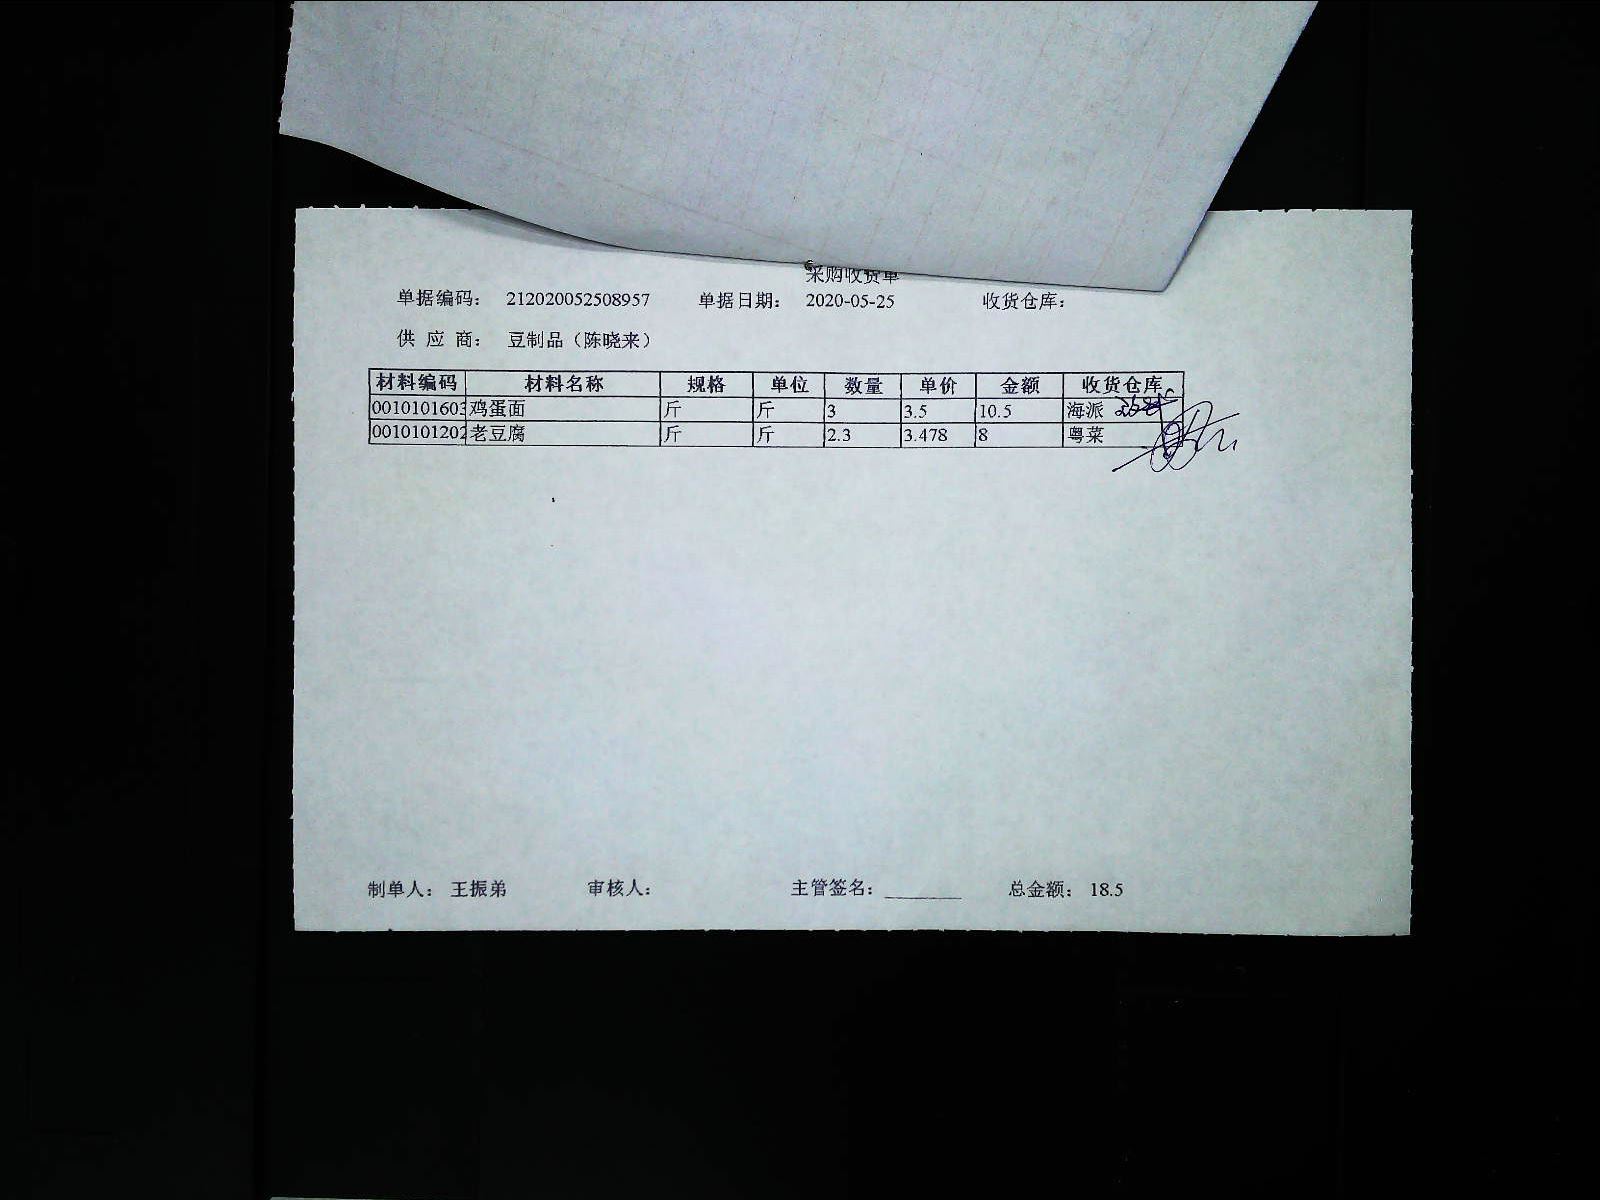 采购收货单
单据编码： 212020052508957 单据日期： 2020-05-25 收货仓库：
供 应 商： 豆制品（陈晓来）
材料编码 材料名称 规格 单位 数量 单价 金额 收货仓库
0010101603 鸡蛋面 斤 斤 3 3.5 10.5 海派
0010101202 老豆腐 斤 斤 2.3 3.478 8 粤菜
制单人： 王振弟 审核人： 主管签名： ________ 总金额： 18.5